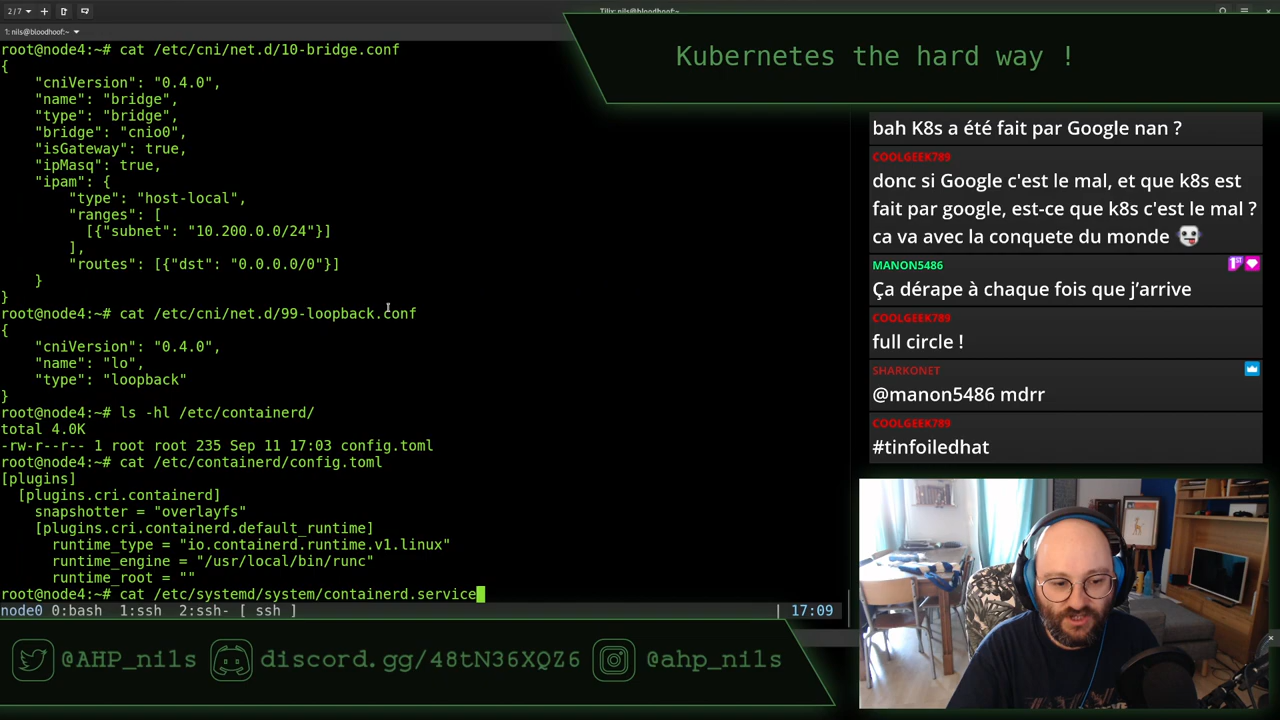 2/7
Tilix: nils@bloodhoof:~
1: nils@bloodhoof:~
Kubernetes the hard way !
root@node4:~# cat /etc/cni/net.d/10-bridge.conf
{
    "cniVersion": "0.4.0",
    "name": "bridge",
    "type": "bridge",
    "bridge": "cnio0",
    "isGateway": true,
    "ipMasq": true,
    "ipam": {
        "type": "host-local",
        "ranges": [
          [{"subnet": "10.200.0.0/24"}]
        ],
        "routes": [{"dst": "0.0.0.0/0"}]
    }
}
root@node4:~# cat /etc/cni/net.d/99-loopback.conf
{
    "cniVersion": "0.4.0",
    "name": "lo",
    "type": "loopback"
}
root@node4:~# ls -hl /etc/containerd/
total 4.0K
-rw-r--r-- 1 root root 235 Sep 11 17:03 config.toml
root@node4:~# cat /etc/containerd/config.toml
[plugins]
  [plugins.cri.containerd]
    snapshotter = "overlayfs"
    [plugins.cri.containerd.default_runtime]
      runtime_type = "io.containerd.runtime.v1.linux"
      runtime_engine = "/usr/local/bin/runc"
      runtime_root = ""
root@node4:~# cat /etc/systemd/system/containerd.service
node0 0:bash  1:ssh  2:ssh- [ ssh ] | 17:09
bah K8s a été fait par Google nan ?
COOLGEEK789
donc si Google c'est le mal, et que k8s est
fait par google, est-ce que k8s c'est le mal ?
ca va avec la conquete du monde
MANON5486
1ST
Ça dérape à chaque fois que j’arrive
COOLGEEK789
full circle !
SHARKONET
@manon5486 mdrr
COOLGEEK789
#tinfoiledhat
@AHP_nils
discord.gg/48tN36XQZ6
@ahp_nils